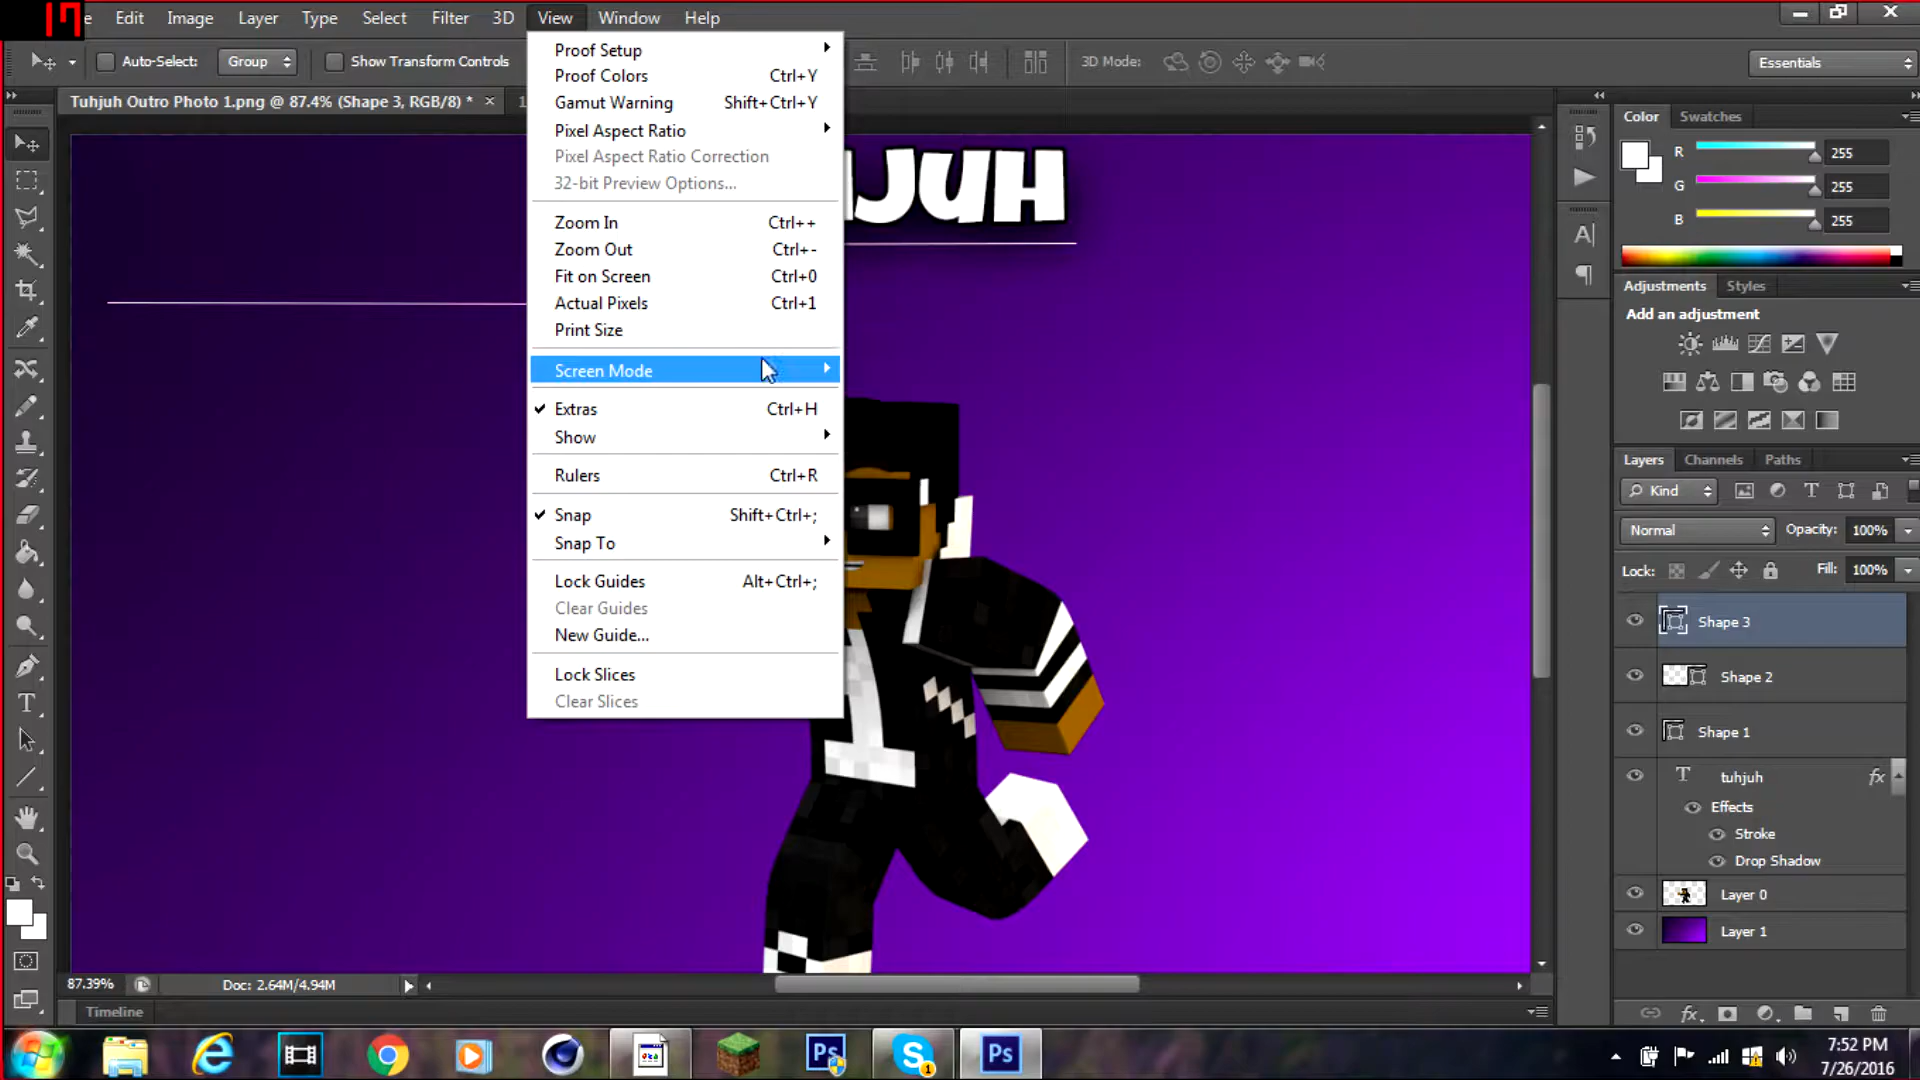 17
e Edit Image Layer Type Select Filter 3D View Window Help
Auto-Select: Group Show Transform Controls 3D Mode: Essentials
Tuhjuh Outro Photo 1.png @ 87.4% (Shape 3, RGB/8) * × 1
Proof Setup
Proof Colors Ctrl+Y
Gamut Warning Shift+Ctrl+Y
Pixel Aspect Ratio
Pixel Aspect Ratio Correction
32-bit Preview Options...
Zoom In Ctrl++
Zoom Out Ctrl+-
Fit on Screen Ctrl+0
Actual Pixels Ctrl+1
Print Size
Screen Mode
Extras Ctrl+H
Show
Rulers Ctrl+R
Snap Shift+Ctrl+;
Snap To
Lock Guides Alt+Ctrl+;
Clear Guides
New Guide...
Lock Slices
Clear Slices
JUH
Color Swatches
R 255
G 255
B 255
Adjustments Styles
Add an adjustment
Layers Channels Paths
Kind
Normal Opacity: 100%
Lock: Fill: 100%
Shape 3
Shape 2
Shape 1
T tuhjuh fx
Effects
Stroke
Drop Shadow
Layer 0
Layer 1
87.39% Doc: 2.64M/4.94M
Timeline
Ps S 1 Ps
7:52 PM
7/26/2016